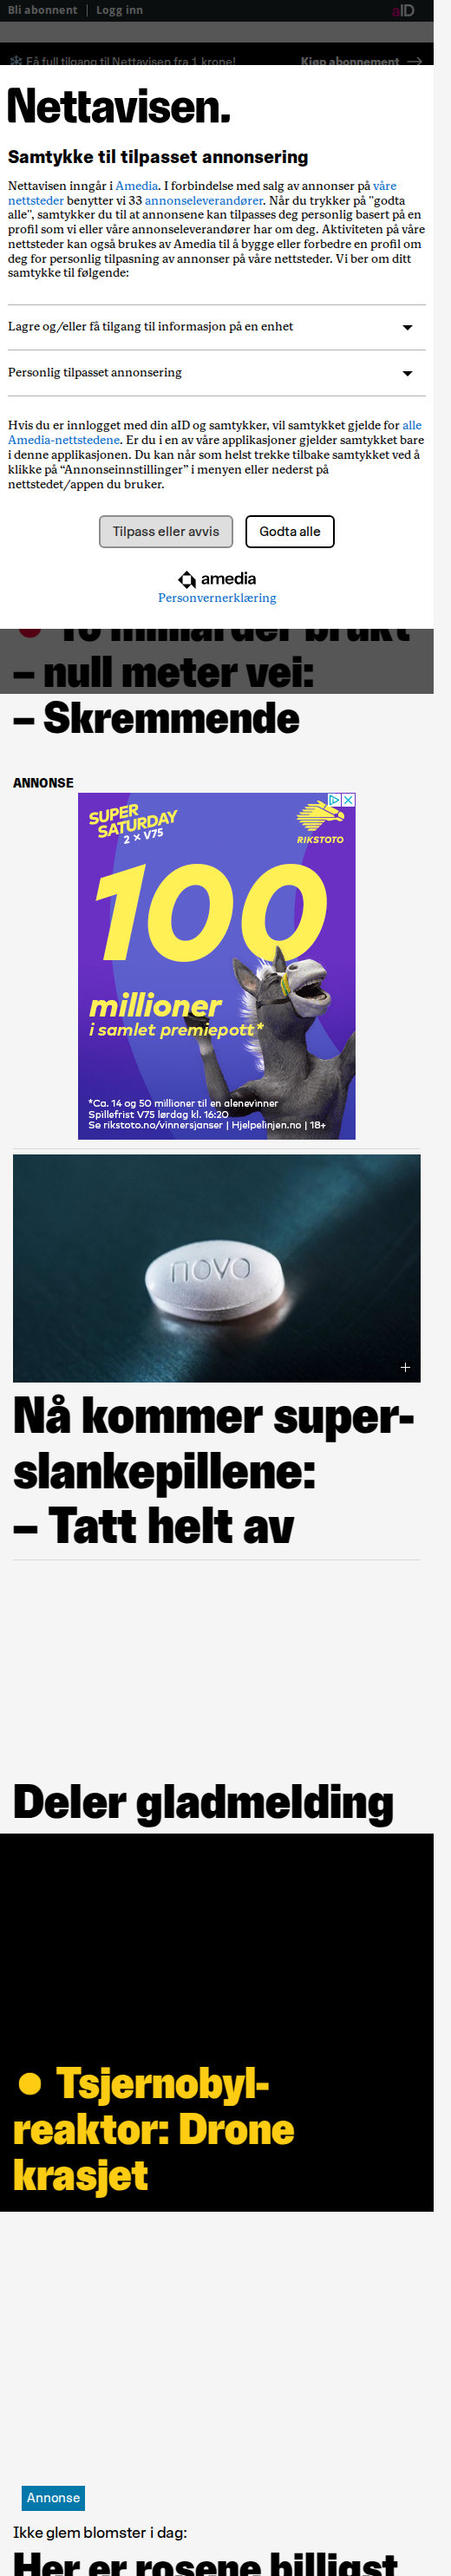 Bli abonnent | Logg inn
aID
Få full tilgang til Nettavisen fra 1 krone!
Kjøp abonnement
Nettavisen.
Samtykke til tilpasset annonsering
Nettavisen inngår i Amedia. I forbindelse med salg av annonser på våre
nettsteder benytter vi 33 annonseleverandører. Når du trykker på "godta
alle", samtykker du til at annonsene kan tilpasses deg personlig basert på en
profil som vi eller våre annonseleverandører har om deg. Aktiviteten på våre
nettsteder kan også brukes av Amedia til å bygge eller forbedre en profil om
deg for personlig tilpasning av annonser på våre nettsteder. Vi ber om ditt
samtykke til følgende:
Lagre og/eller få tilgang til informasjon på en enhet
Personlig tilpasset annonsering
Hvis du er innlogget med din aID og samtykker, vil samtykket gjelde for alle
Amedia-nettstedene. Er du i en av våre applikasjoner gjelder samtykket bare
i denne applikasjonen. Du kan når som helst trekke tilbake samtykket ved å
klikke på “Annonseinnstillinger” i menyen eller nederst på
nettstedet/appen du bruker.
Tilpass eller avvis
Godta alle
amedia
Personvernerklæring
milliarder brukt
– null meter vei:
– Skremmende
ANNONSE
SUPER
SATURDAY
2 x V75
RIKSTOTO
100
millioner
i samlet premiepott*
*Ca. 14 og 50 millioner til en alenevinner
Spillefrist V75 lørdag kl. 16:20
Se rikstoto.no/vinnersjanser | Hjelpelinjen.no | 18+
novo
Nå kommer super-
slankepillene:
– Tatt helt av
Deler gladmelding
Tsjernobyl-
reaktor: Drone
krasjet
Annonse
Ikke glem blomster i dag:
Her er rosene billigst